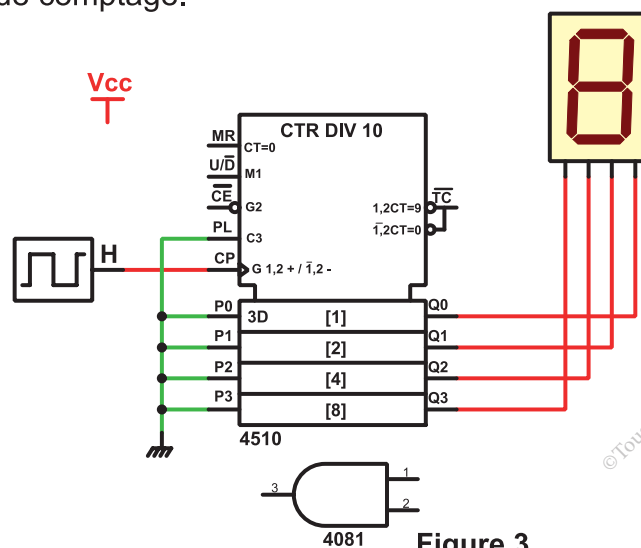 de comptage.
Vcc
CTR DIV 10
MR
CT=0
U/D̅
M1
C̅E̅
G2
1,2CT=9
T̅C̅
PL
C3
1̅,2CT=0
H
CP
G 1,2 + / 1̅,2 -
P0
3D
[1]
Q0
P1
[2]
Q1
P2
[4]
Q2
P3
[8]
Q3
4510
3
1
2
4081
Figure 3